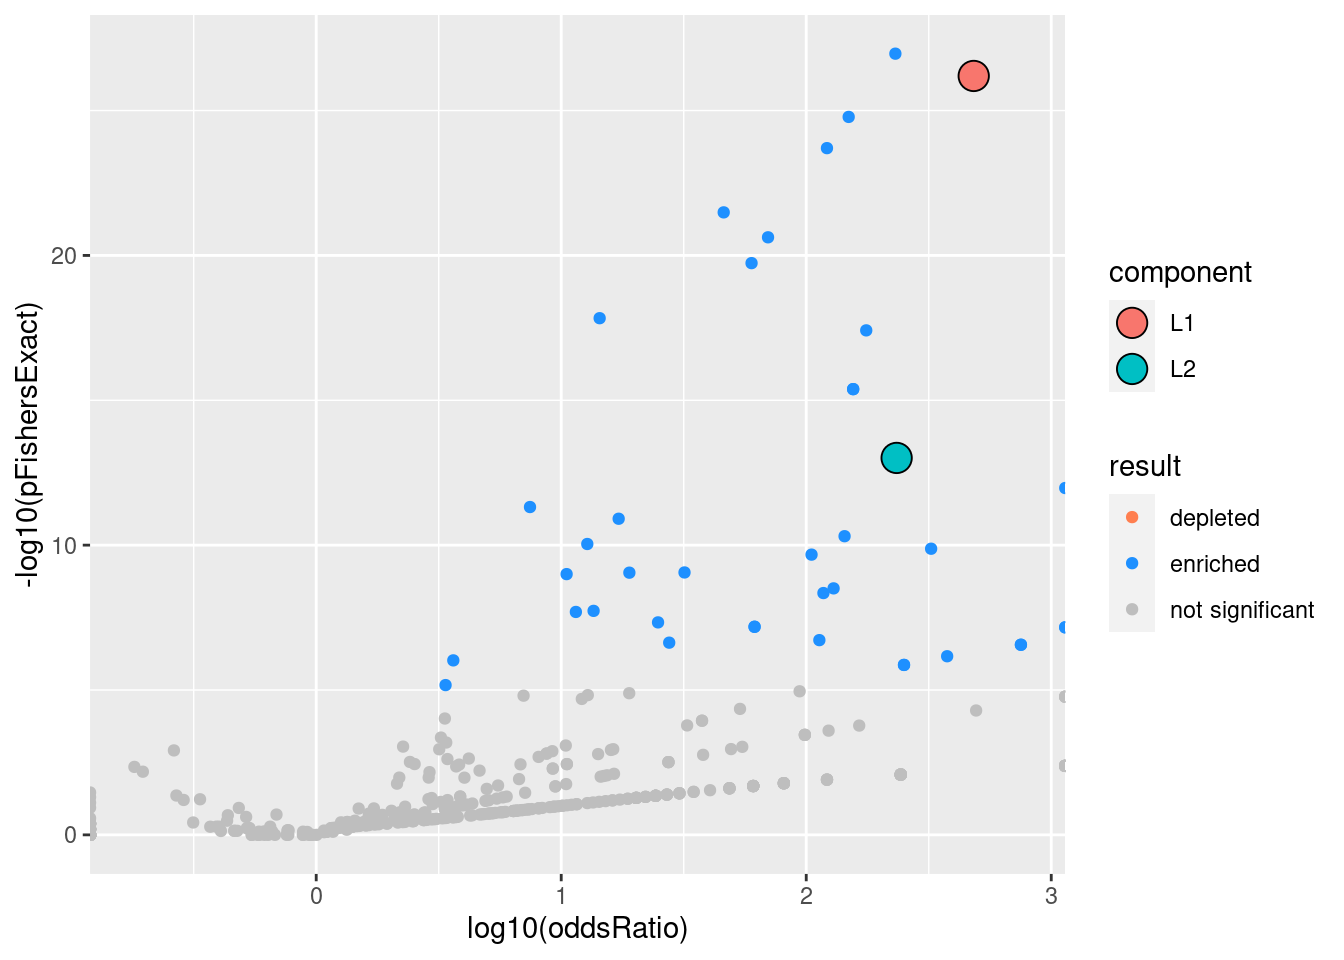 20
10
0
0
1
2
3
-log10(pFishersExact)
log10(oddsRatio)
component
L1
L2
result
depleted
enriched
not significant